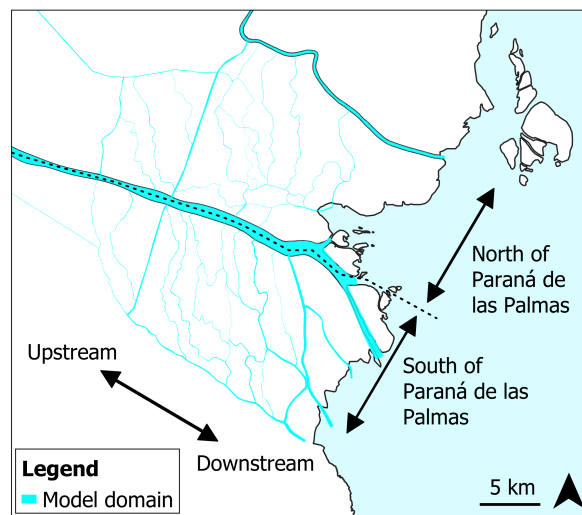 North of
Paraná de
las Palmas
South of
Paraná de las
Palmas
Upstream
Downstream
Legend
Model domain
5 km